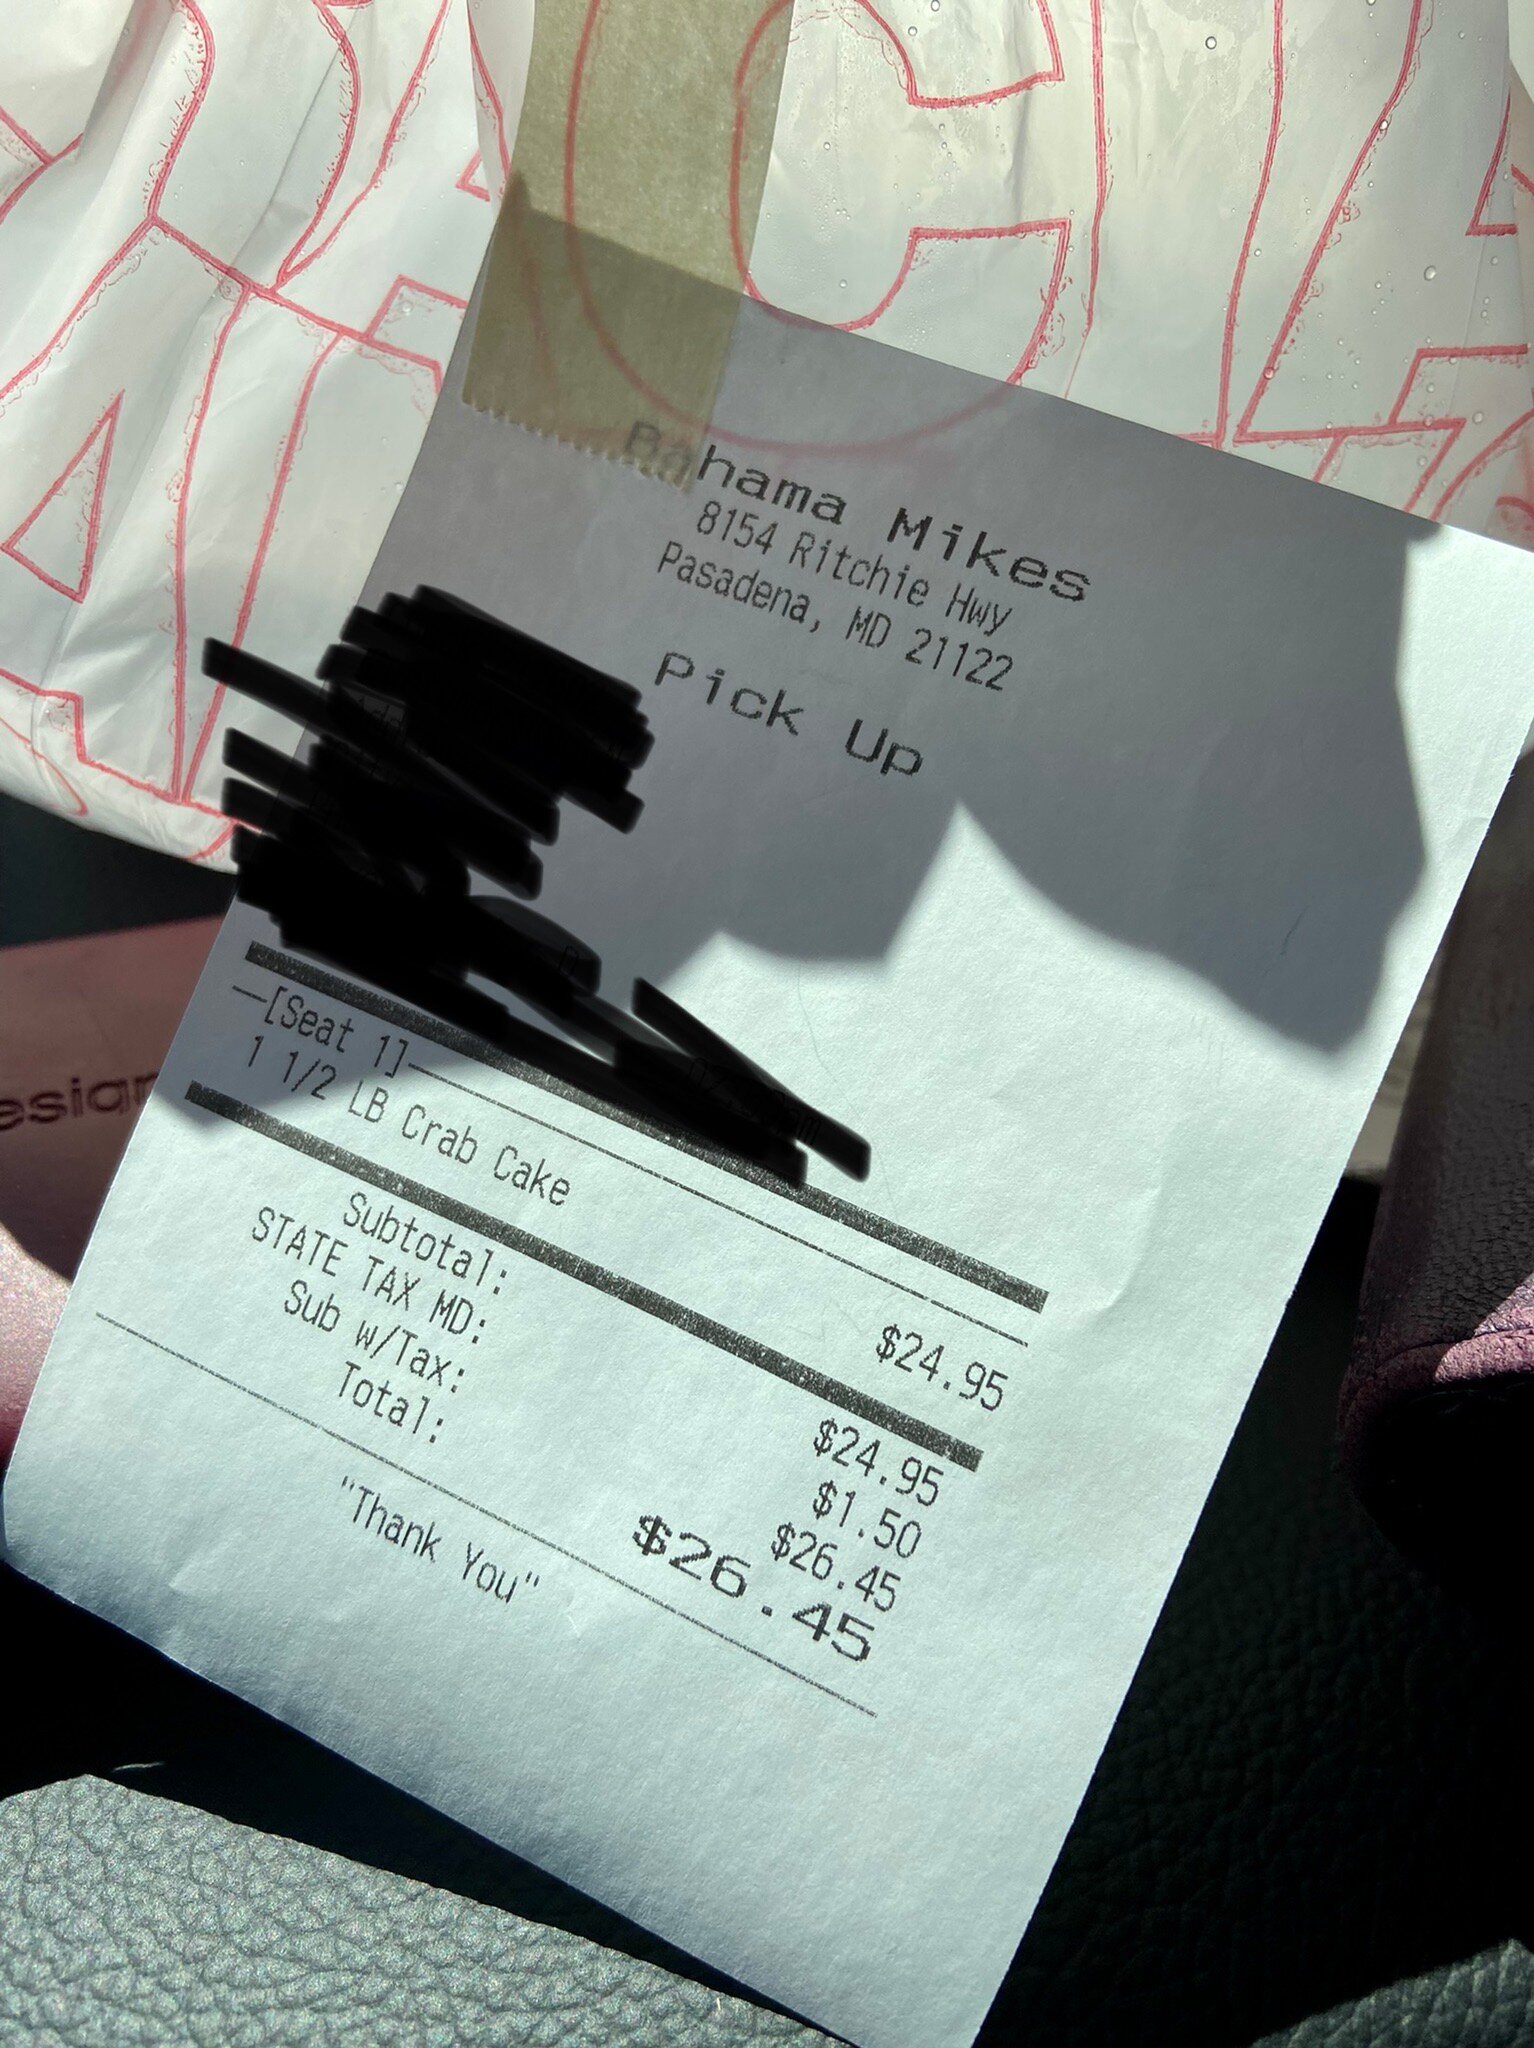 Bahama Mikes
8154 Ritchie Hwy
Pasadena, MD 21122
Pick Up
[Seat 1]
1 1/2 LB Crab Cake $24.95
Subtotal: $24.95
STATE TAX MD: $1.50
Sub w/Tax: $26.45
Total: $26.45
"Thank You"